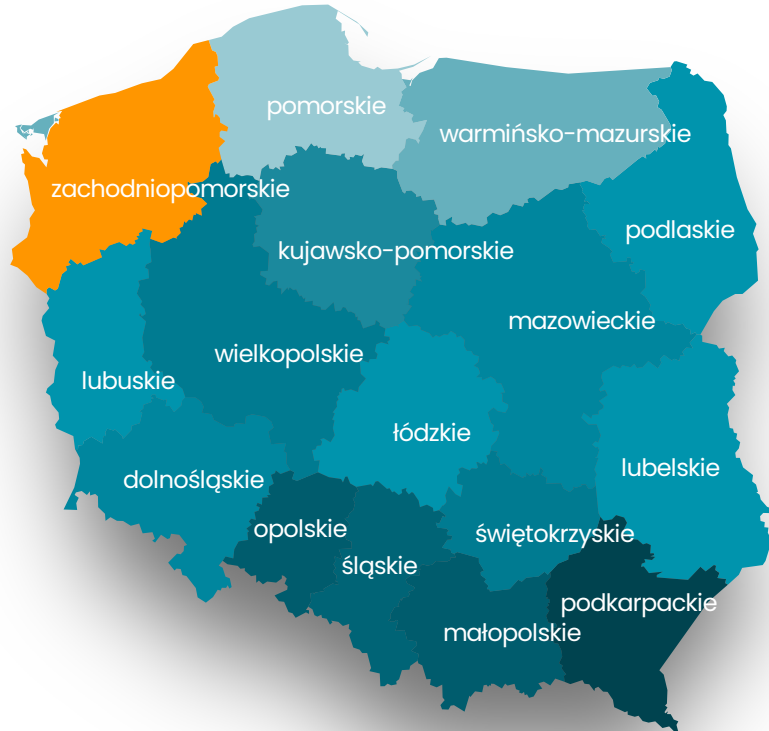 pomorskie
warmińsko-mazurskie
zachodniopomorskie
podlaskie
kujawsko-pomorskie
mazowieckie
wielkopolskie
lubuskie
łódzkie
lubelskie
dolnośląskie
opolskie
świętokrzyskie
śląskie
podkarpackie
małopolskie